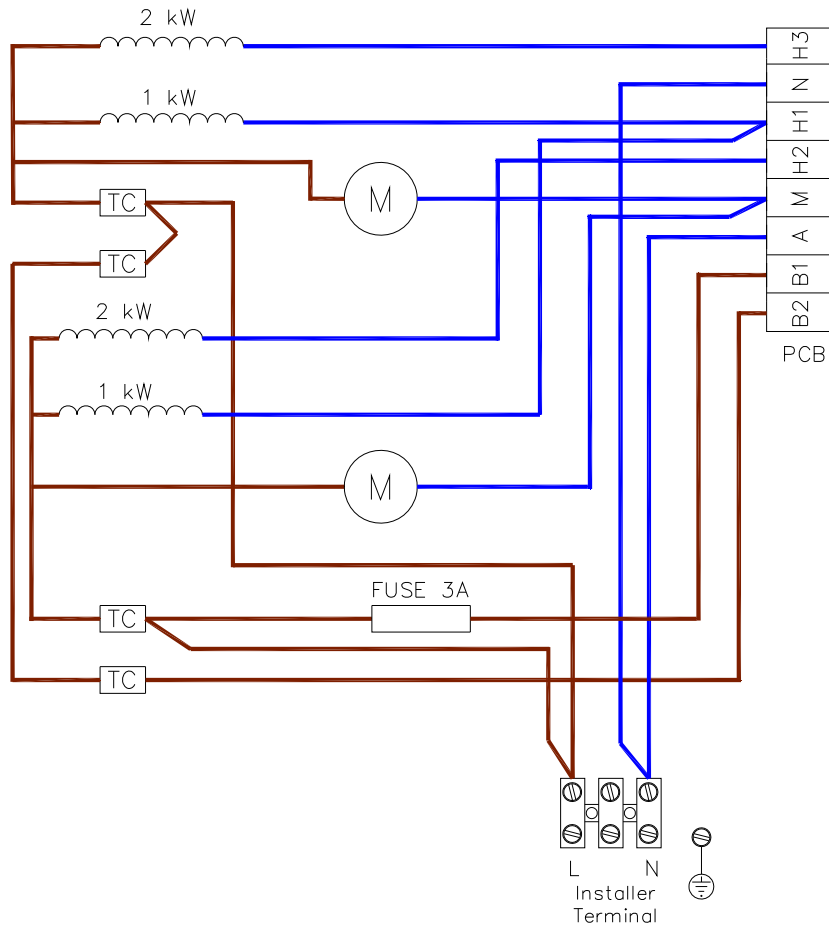 2 kW
H3
N
1 kW
H1
H2
M
M
TC
A
TC
B1
B2
2 kW
PCB
1 kW
M
FUSE 3A
TC
TC
L
N
Installer
Terminal